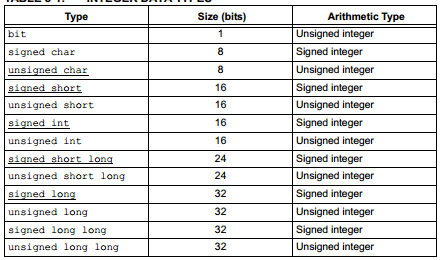 TABLE 5-1: INTEGER DATA TYPES
Type Size (bits) Arithmetic Type
bit 1 Unsigned integer
signed char 8 Signed integer
unsigned char 8 Unsigned integer
signed short 16 Signed integer
unsigned short 16 Unsigned integer
signed int 16 Signed integer
unsigned int 16 Unsigned integer
signed short long 24 Signed integer
unsigned short long 24 Unsigned integer
signed long 32 Signed integer
unsigned long 32 Unsigned integer
signed long long 32 Signed integer
unsigned long long 32 Unsigned integer